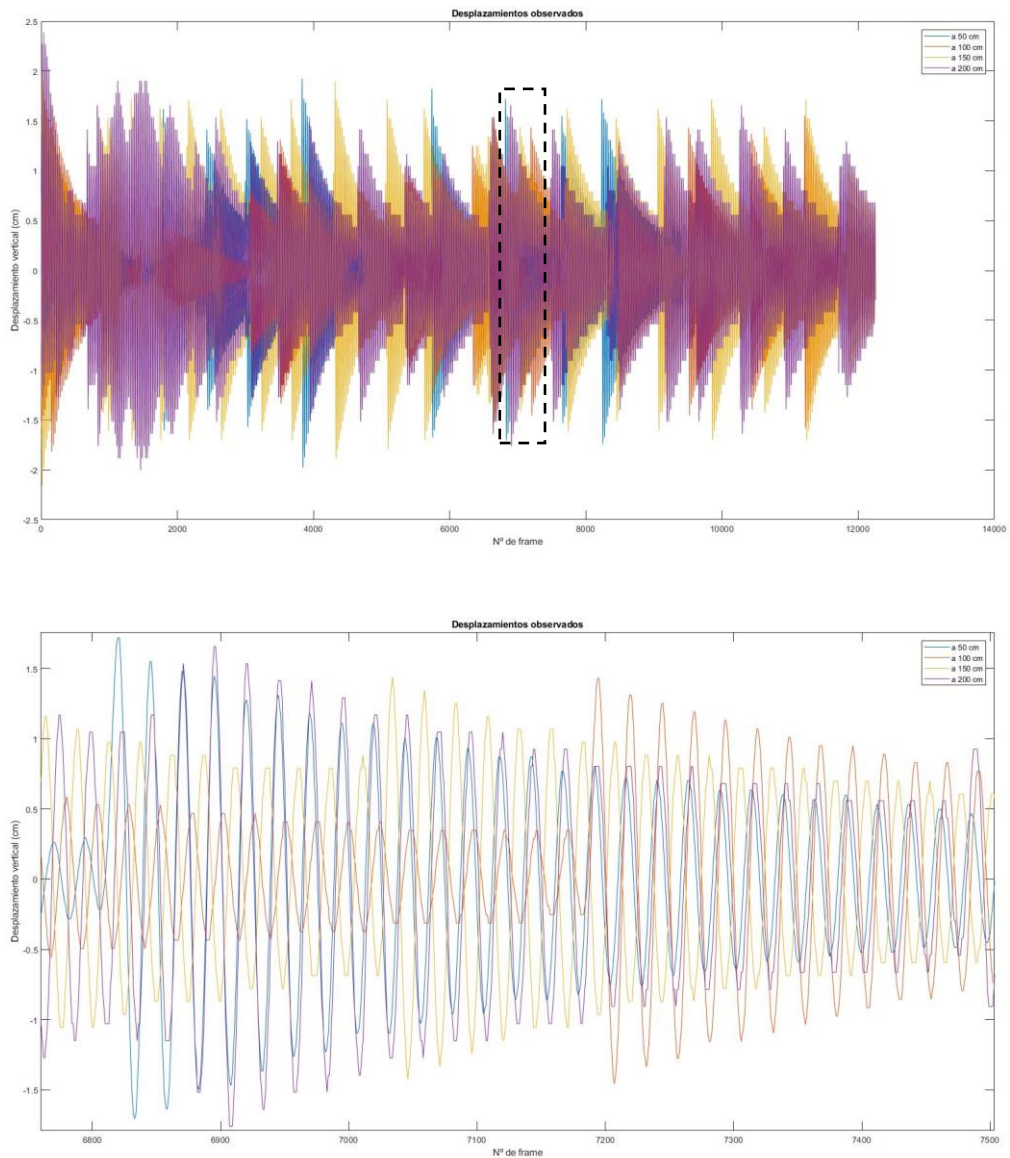 Desplazamientos observados
2.5
2
1.5
1
0.5
0
-0.5
-1
-1.5
-2
-2.5
Desplazamiento vertical (cm)
a 50 cm
a 100 cm
a 150 cm
a 200 cm
0 2000 4000 6000 8000 10000 12000 14000
Nº de frame
Desplazamientos observados
1.5
1
0.5
0
-0.5
-1
-1.5
Desplazamiento vertical (cm)
a 50 cm
a 100 cm
a 150 cm
a 200 cm
6800 6900 7000 7100 7200 7300 7400 7500
Nº de frame